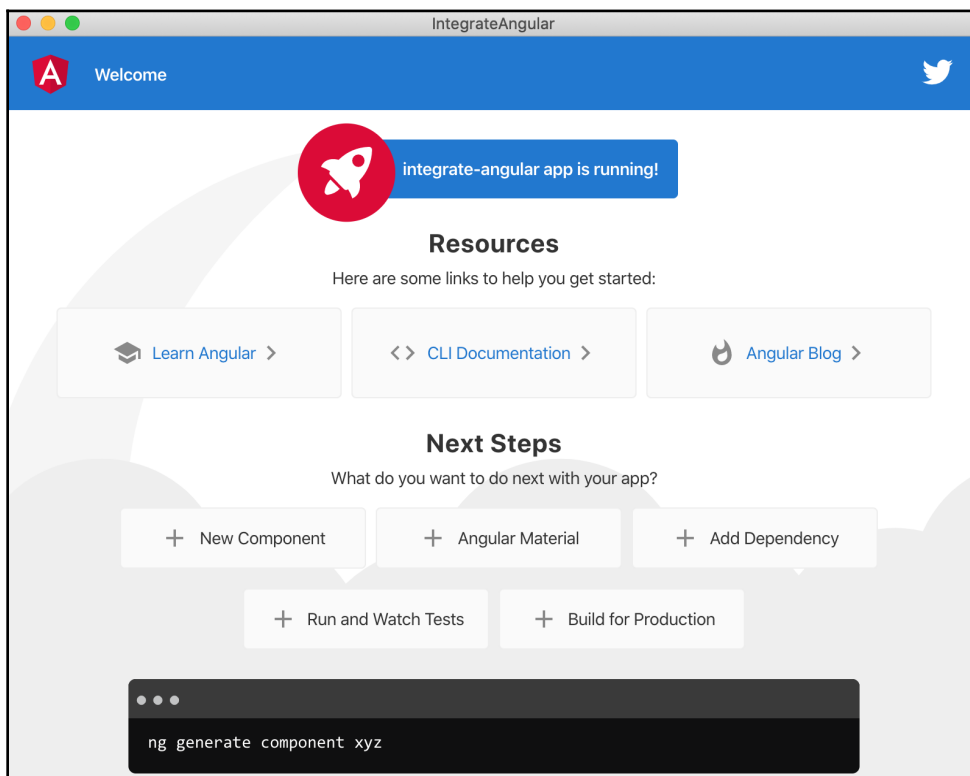 IntegrateAngular
A Welcome
integrate-angular app is running!
Resources
Here are some links to help you get started:
Learn Angular
CLI Documentation
Angular Blog
Next Steps
What do you want to do next with your app?
New Component
Angular Material
Add Dependency
Run and Watch Tests
Build for Production
ng generate component xyz